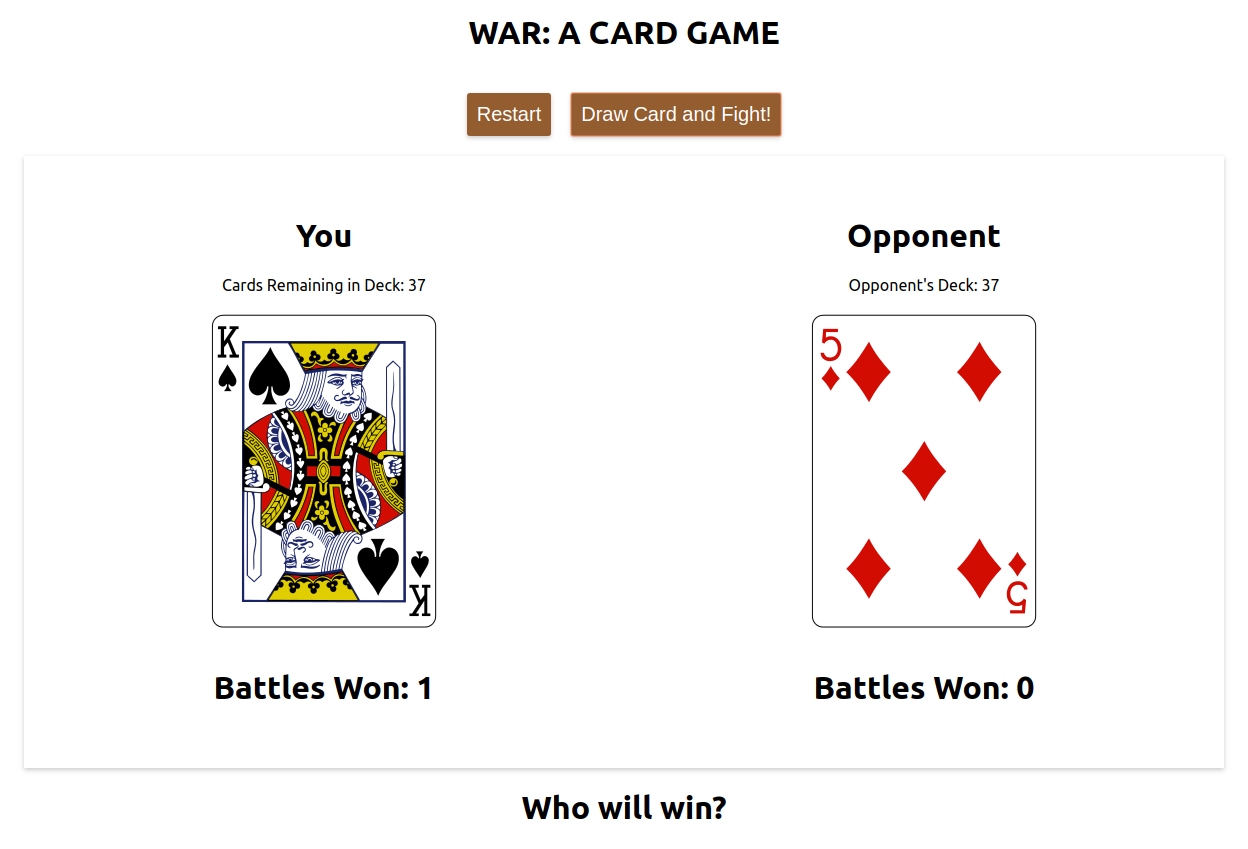 WAR: A CARD GAME
Restart Draw Card and Fight!
You
Cards Remaining in Deck: 37
K
K
Battles Won: 1
Opponent
Opponent's Deck: 37
5
5
Battles Won: 0
Who will win?